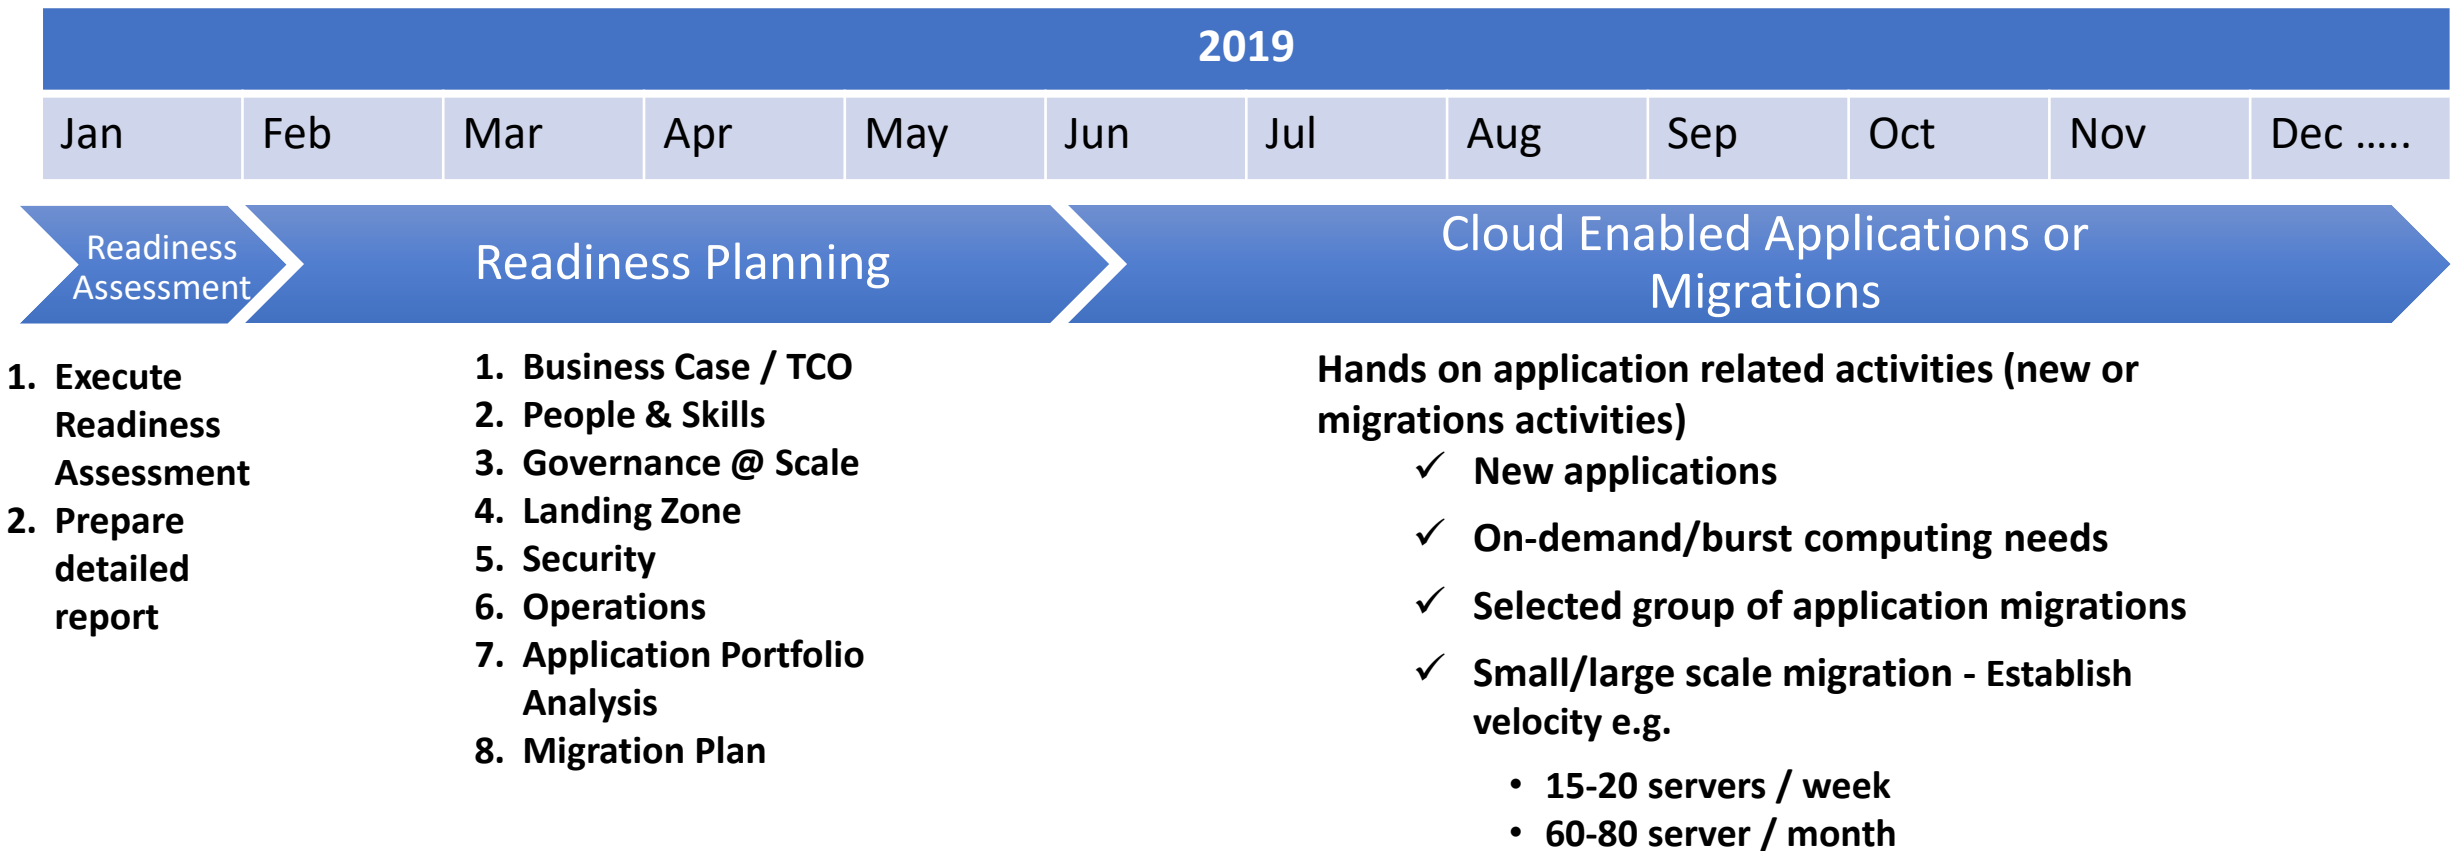 2019
Jan Feb Mar Apr May Jun Jul Aug Sep Oct Nov Dec …..
Readiness
Assessment
Readiness Planning
Cloud Enabled Applications or
Migrations
1. Execute
Readiness
Assessment
2. Prepare
detailed
report
1. Business Case / TCO
2. People & Skills
3. Governance @ Scale
4. Landing Zone
5. Security
6. Operations
7. Application Portfolio
Analysis
8. Migration Plan
Hands on application related activities (new or
migrations activities)
✓ New applications
✓ On-demand/burst computing needs
✓ Selected group of application migrations
✓ Small/large scale migration - Establish
velocity e.g.
• 15-20 servers / week
• 60-80 server / month